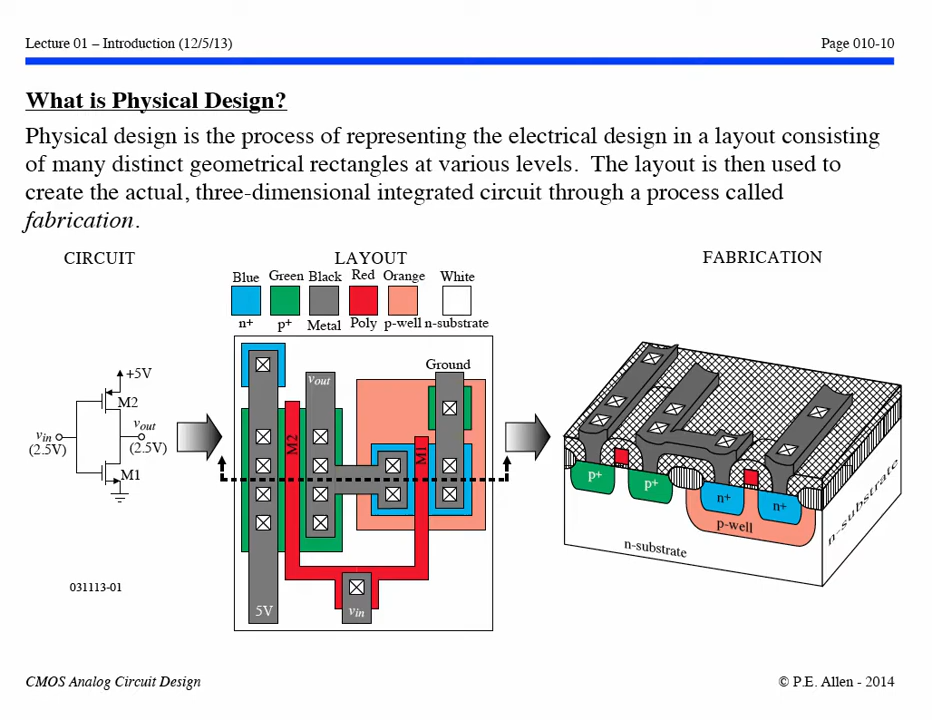 Lecture 01 – Introduction (12/5/13) Page 010-10
What is Physical Design?
Physical design is the process of representing the electrical design in a layout consisting
of many distinct geometrical rectangles at various levels.  The layout is then used to
create the actual, three-dimensional integrated circuit through a process called
fabrication.
CIRCUIT LAYOUT FABRICATION
Blue Green Black Red Orange White
n+ p+ Metal Poly p-well n-substrate
Ground
vout
+5V
M2
vin
(2.5V)
vout
(2.5V)
M1
M2
M1
5V
vin
p+
p+
n+
n+
p-well
n-substrate
n-substrate
031113-01
CMOS Analog Circuit Design © P.E. Allen - 2014